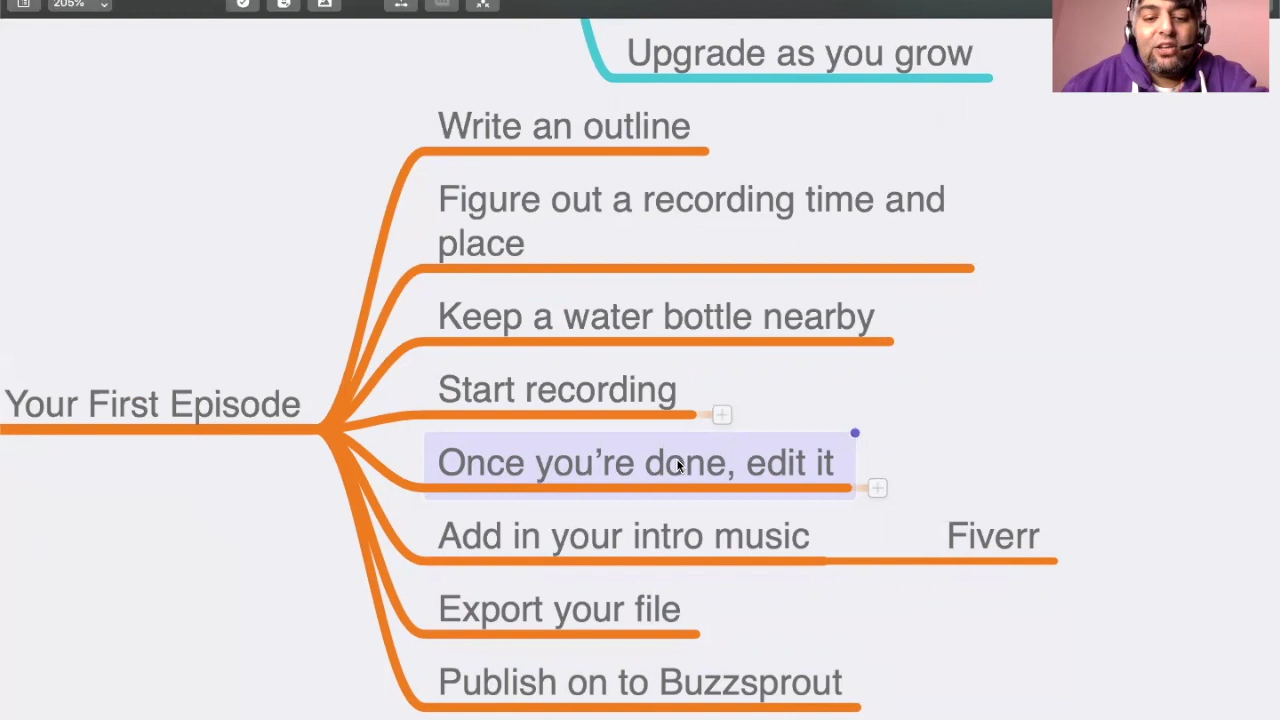 205%
Upgrade as you grow
Write an outline
Figure out a recording time and
place
Keep a water bottle nearby
Start recording
Your First Episode
Once you’re done, edit it
Add in your intro music
Fiverr
Export your file
Publish on to Buzzsprout